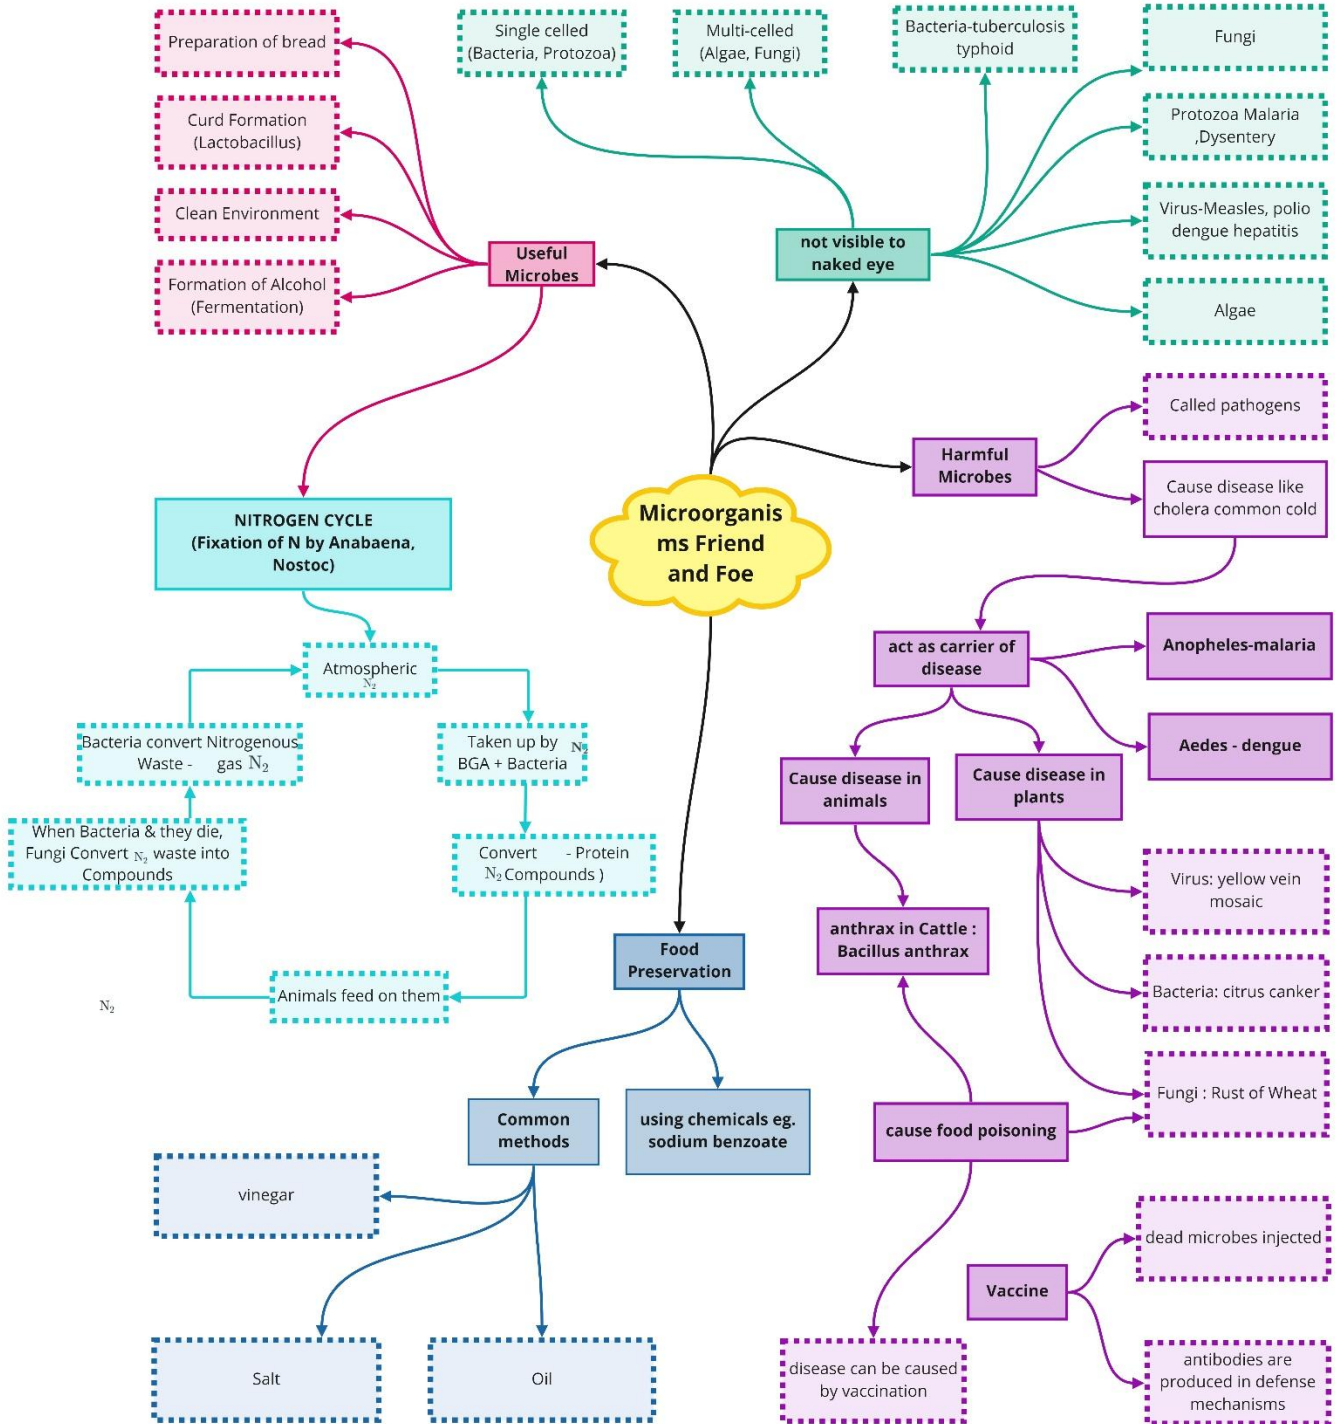 Preparation of bread
Curd Formation
(Lactobacillus)
Clean Environment
Formation of Alcohol
(Fermentation)
Useful
Microbes
Single celled
(Bacteria, Protozoa)
Multi-celled
(Algae, Fungi)
Bacteria-tuberculosis
typhoid
Fungi
Protozoa Malaria
,Dysentery
Virus-Measles, polio
dengue hepatitis
Algae
not visible to
naked eye
Called pathogens
Harmful
Microbes
Cause disease like
cholera common cold
Microorganis
ms Friend
and Foe
NITROGEN CYCLE
(Fixation of N by Anabaena,
Nostoc)
Atmospheric
N₂
Taken up by N₂
BGA + Bacteria
Convert - Protein
N₂ Compounds )
Animals feed on them
When Bacteria & they die,
Fungi Convert N₂ waste into
Compounds
Bacteria convert Nitrogenous
Waste - gas N₂
N₂
act as carrier of
disease
Anopheles-malaria
Aedes - dengue
Cause disease in
animals
Cause disease in
plants
Virus: yellow vein
mosaic
Bacteria: citrus canker
Fungi : Rust of Wheat
anthrax in Cattle :
Bacillus anthrax
cause food poisoning
disease can be caused
by vaccination
Vaccine
dead microbes injected
antibodies are
produced in defense
mechanisms
Food
Preservation
Common
methods
using chemicals eg.
sodium benzoate
vinegar
Salt
Oil